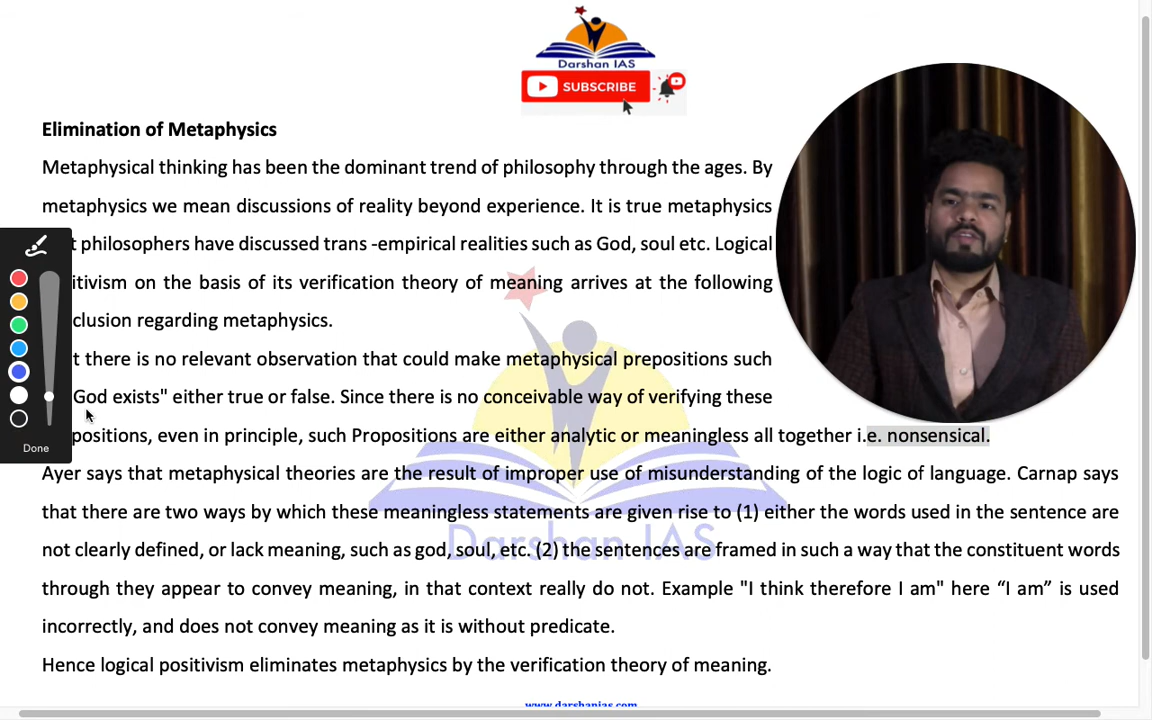 Darshan IAS
SUBSCRIBE
Elimination of Metaphysics
Metaphysical thinking has been the dominant trend of philosophy through the ages. By
metaphysics we mean discussions of reality beyond experience. It is true metaphysics
t philosophers have discussed trans -empirical realities such as God, soul etc. Logical
itivism on the basis of its verification theory of meaning arrives at the following
clusion regarding metaphysics.
t there is no relevant observation that could make metaphysical prepositions such
God exists" either true or false. Since there is no conceivable way of verifying these
positions, even in principle, such Propositions are either analytic or meaningless all together i.e. nonsensical.
Done
Ayer says that metaphysical theories are the result of improper use of misunderstanding of the logic of language. Carnap says
that there are two ways by which these meaningless statements are given rise to (1) either the words used in the sentence are
not clearly defined, or lack meaning, such as god, soul, etc. (2) the sentences are framed in such a way that the constituent words
through they appear to convey meaning, in that context really do not. Example "I think therefore I am" here “I am” is used
incorrectly, and does not convey meaning as it is without predicate.
Hence logical positivism eliminates metaphysics by the verification theory of meaning.
Darshan IAS
www.darshanias.com